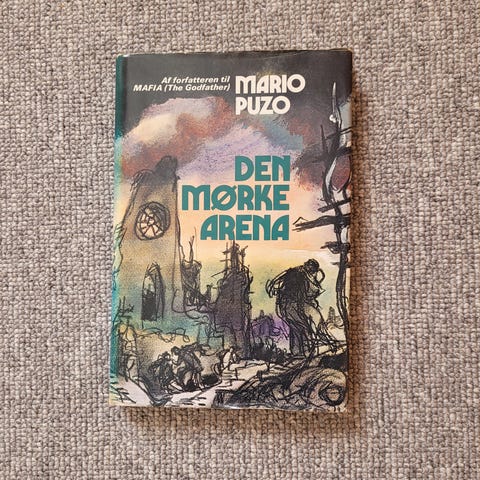 Af forfatteren til
MAFIA (The Godfather)
MARIO
PUZO
DEN
MØRKE
ARENA